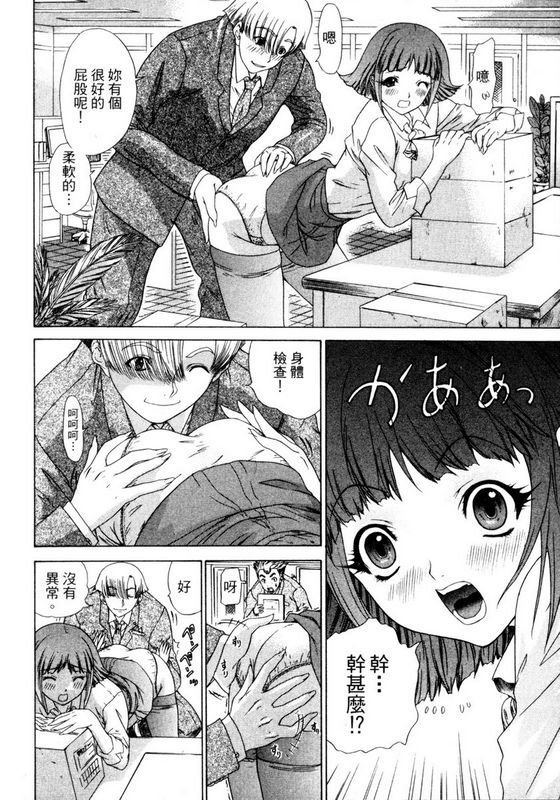 噫
嗯
妳有個
很好的
屁股呢！
柔軟的…
かあぁっ
幹…
幹甚麼!?
身體
檢查！
呵呵呵…
呀
好
沒有
異常。